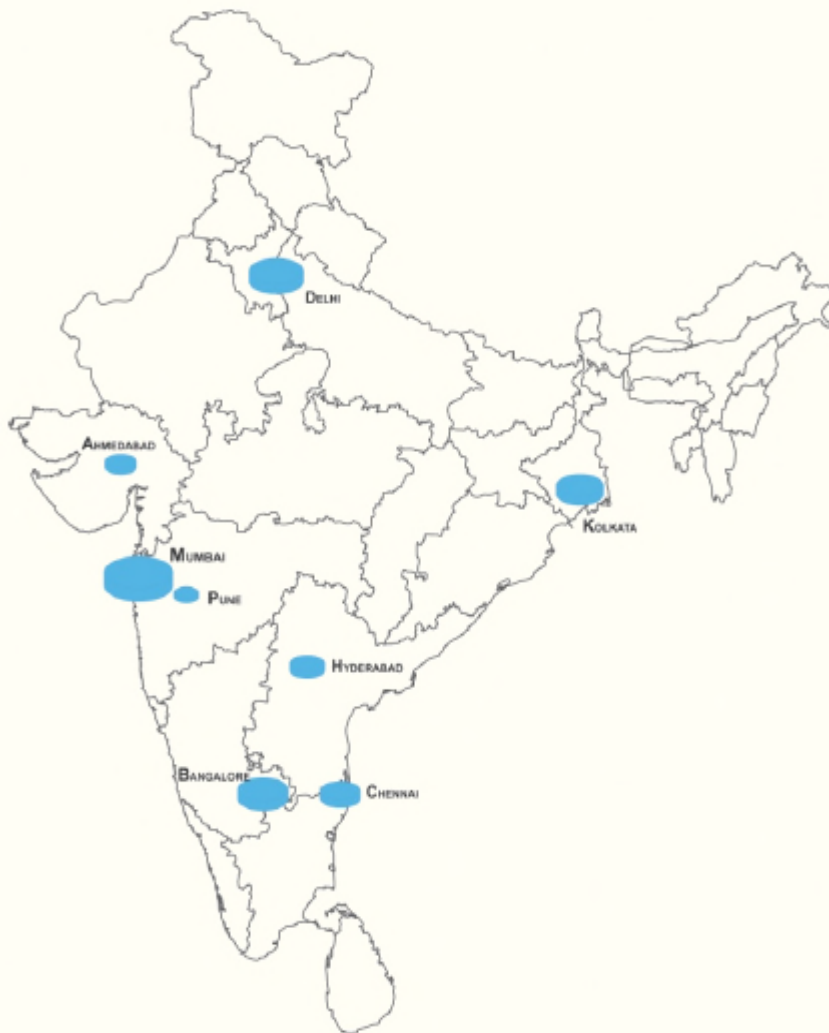 Delhi
Ahmedabad
Kolkata
Mumbai
Pune
Hyderabad
Bangalore
Chennai